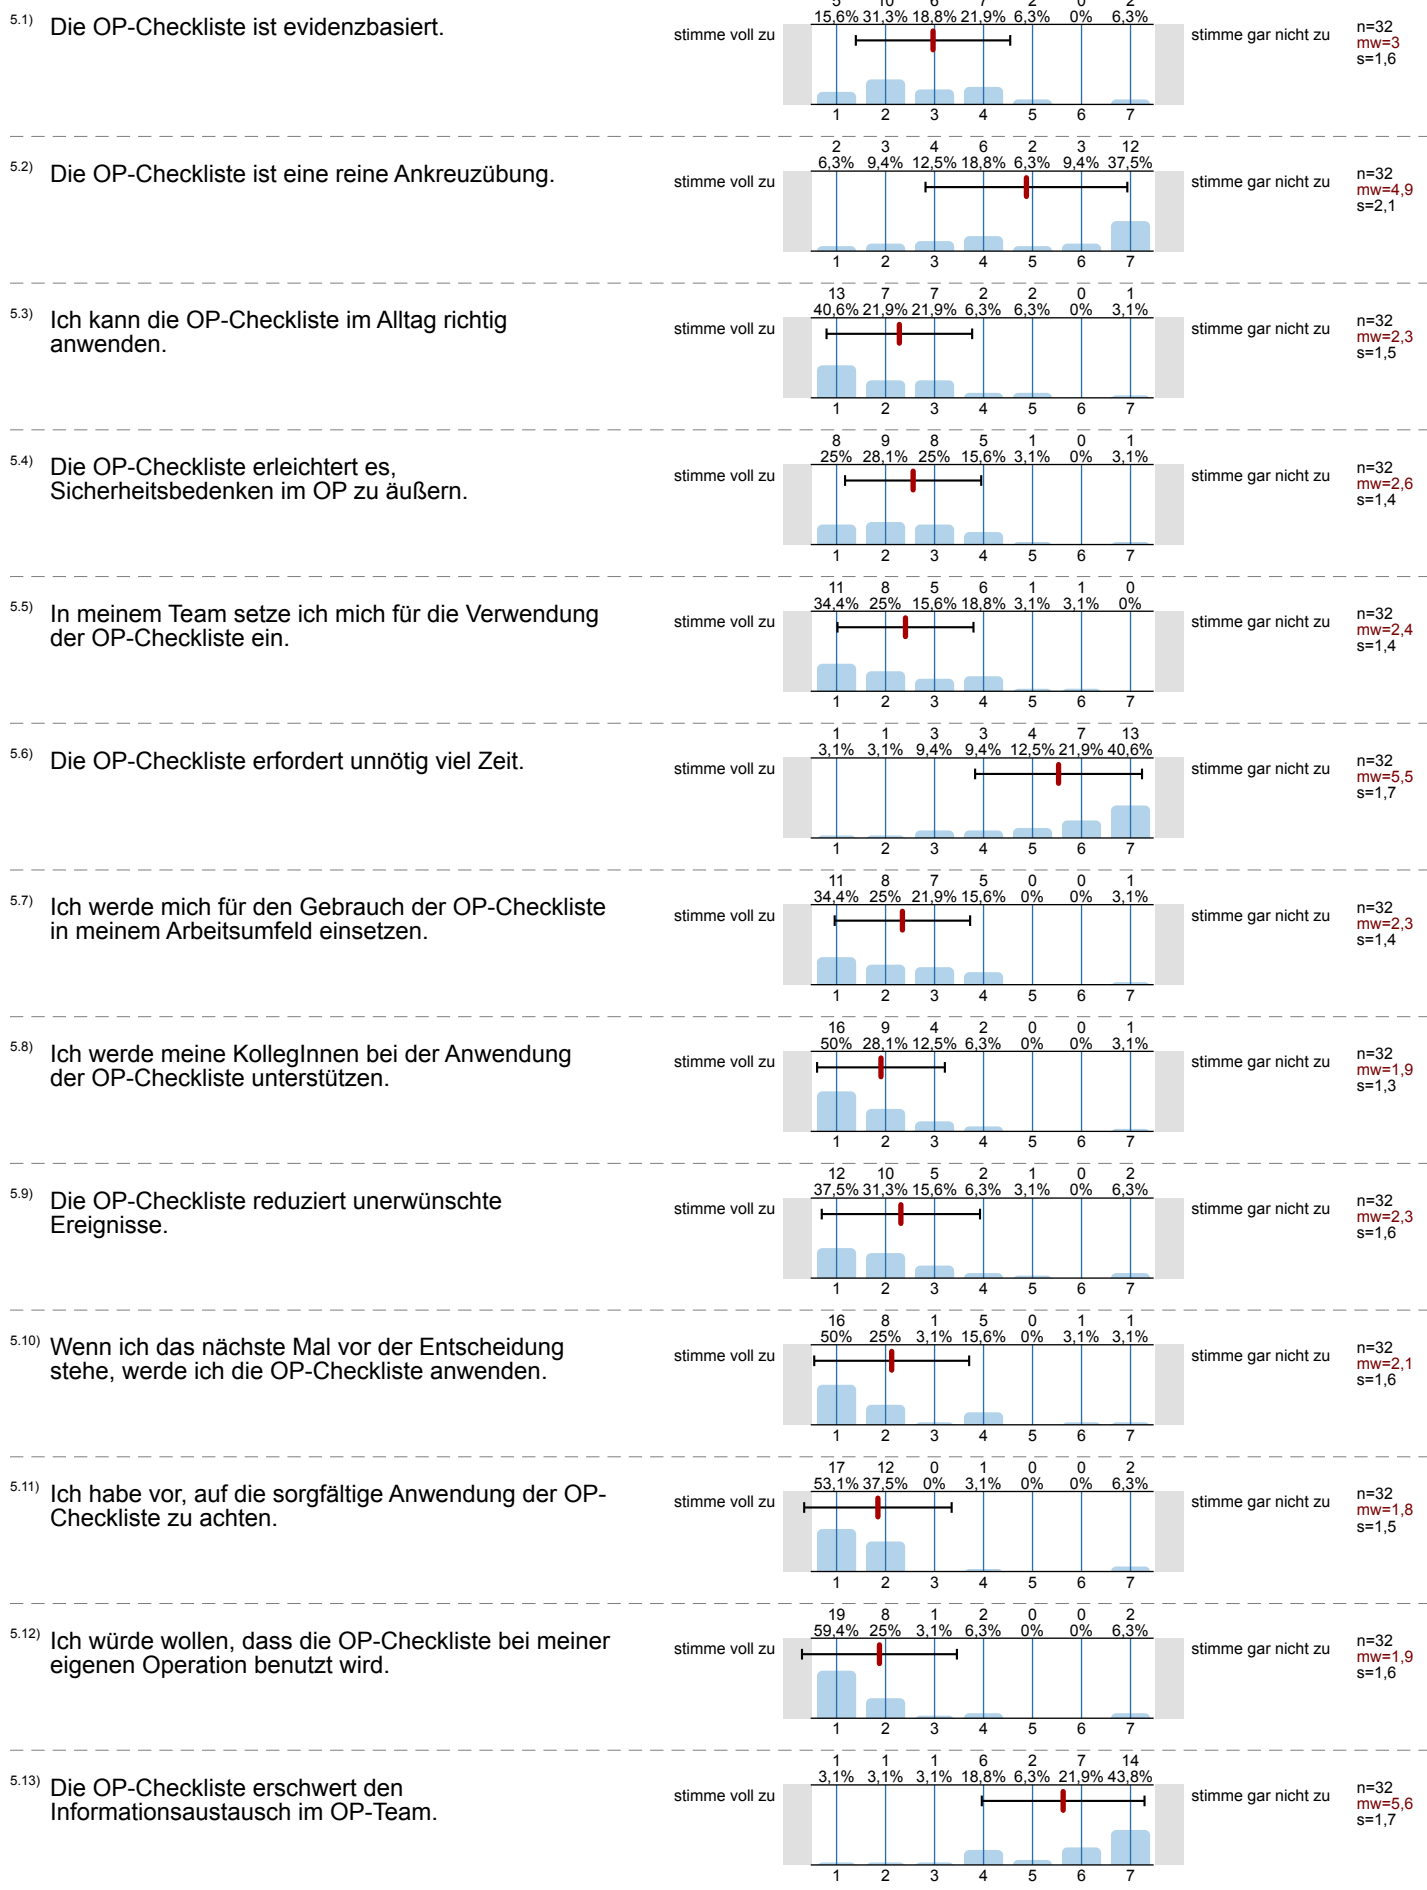 5 10 6 7 2 0 2
15,6% 31,3% 18,8% 21,9% 6,3% 0% 6,3%
5.1) Die OP-Checkliste ist evidenzbasiert.
stimme voll zu
stimme gar nicht zu
n=32
mw=3
s=1,6
1 2 3 4 5 6 7
2 3 4 6 2 3 12
6,3% 9,4% 12,5% 18,8% 6,3% 9,4% 37,5%
5.2) Die OP-Checkliste ist eine reine Ankreuzübung.
stimme voll zu
stimme gar nicht zu
n=32
mw=4,9
s=2,1
1 2 3 4 5 6 7
13 7 7 2 2 0 1
40,6% 21,9% 21,9% 6,3% 6,3% 0% 3,1%
5.3) Ich kann die OP-Checkliste im Alltag richtig
anwenden.
stimme voll zu
stimme gar nicht zu
n=32
mw=2,3
s=1,5
1 2 3 4 5 6 7
8 9 8 5 1 0 1
25% 28,1% 25% 15,6% 3,1% 0% 3,1%
5.4) Die OP-Checkliste erleichtert es,
Sicherheitsbedenken im OP zu äußern.
stimme voll zu
stimme gar nicht zu
n=32
mw=2,6
s=1,4
1 2 3 4 5 6 7
11 8 5 6 1 1 0
34,4% 25% 15,6% 18,8% 3,1% 3,1% 0%
5.5) In meinem Team setze ich mich für die Verwendung
der OP-Checkliste ein.
stimme voll zu
stimme gar nicht zu
n=32
mw=2,4
s=1,4
1 2 3 4 5 6 7
1 1 3 3 4 7 13
3,1% 3,1% 9,4% 9,4% 12,5% 21,9% 40,6%
5.6) Die OP-Checkliste erfordert unnötig viel Zeit.
stimme voll zu
stimme gar nicht zu
n=32
mw=5,5
s=1,7
1 2 3 4 5 6 7
11 8 7 5 0 0 1
34,4% 25% 21,9% 15,6% 0% 0% 3,1%
5.7) Ich werde mich für den Gebrauch der OP-Checkliste
in meinem Arbeitsumfeld einsetzen.
stimme voll zu
stimme gar nicht zu
n=32
mw=2,3
s=1,4
1 2 3 4 5 6 7
16 9 4 2 0 0 1
50% 28,1% 12,5% 6,3% 0% 0% 3,1%
5.8) Ich werde meine KollegInnen bei der Anwendung
der OP-Checkliste unterstützen.
stimme voll zu
stimme gar nicht zu
n=32
mw=1,9
s=1,3
1 2 3 4 5 6 7
12 10 5 2 1 0 2
37,5% 31,3% 15,6% 6,3% 3,1% 0% 6,3%
5.9) Die OP-Checkliste reduziert unerwünschte
Ereignisse.
stimme voll zu
stimme gar nicht zu
n=32
mw=2,3
s=1,6
1 2 3 4 5 6 7
16 8 1 5 0 1 1
50% 25% 3,1% 15,6% 0% 3,1% 3,1%
5.10) Wenn ich das nächste Mal vor der Entscheidung
stehe, werde ich die OP-Checkliste anwenden.
stimme voll zu
stimme gar nicht zu
n=32
mw=2,1
s=1,6
1 2 3 4 5 6 7
17 12 0 1 0 0 2
53,1% 37,5% 0% 3,1% 0% 0% 6,3%
5.11) Ich habe vor, auf die sorgfältige Anwendung der OP-
Checkliste zu achten.
stimme voll zu
stimme gar nicht zu
n=32
mw=1,8
s=1,5
1 2 3 4 5 6 7
19 8 1 2 0 0 2
59,4% 25% 3,1% 6,3% 0% 0% 6,3%
5.12) Ich würde wollen, dass die OP-Checkliste bei meiner
eigenen Operation benutzt wird.
stimme voll zu
stimme gar nicht zu
n=32
mw=1,9
s=1,6
1 2 3 4 5 6 7
1 1 1 6 2 7 14
3,1% 3,1% 3,1% 18,8% 6,3% 21,9% 43,8%
5.13) Die OP-Checkliste erschwert den
Informationsaustausch im OP-Team.
stimme voll zu
stimme gar nicht zu
n=32
mw=5,6
s=1,7
1 2 3 4 5 6 7